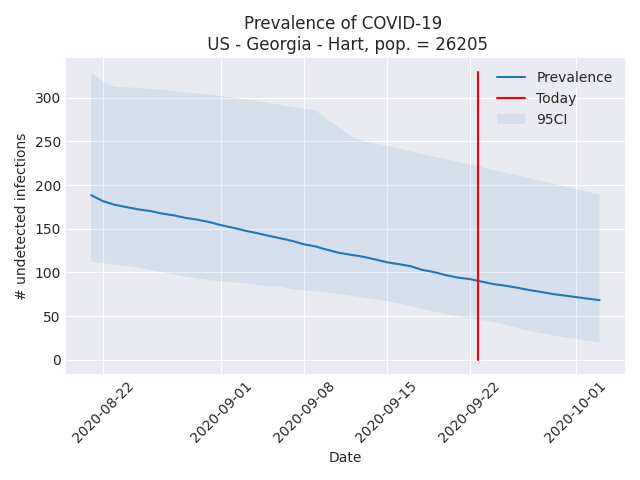 Prevalence of COVID-19
US - Georgia - Hart, pop. = 26205
Prevalence
Today
95CI
# undetected infections
300
250
200
150
100
50
0
2020-08-22
2020-09-01
2020-09-08
2020-09-15
2020-09-22
2020-10-01
Date